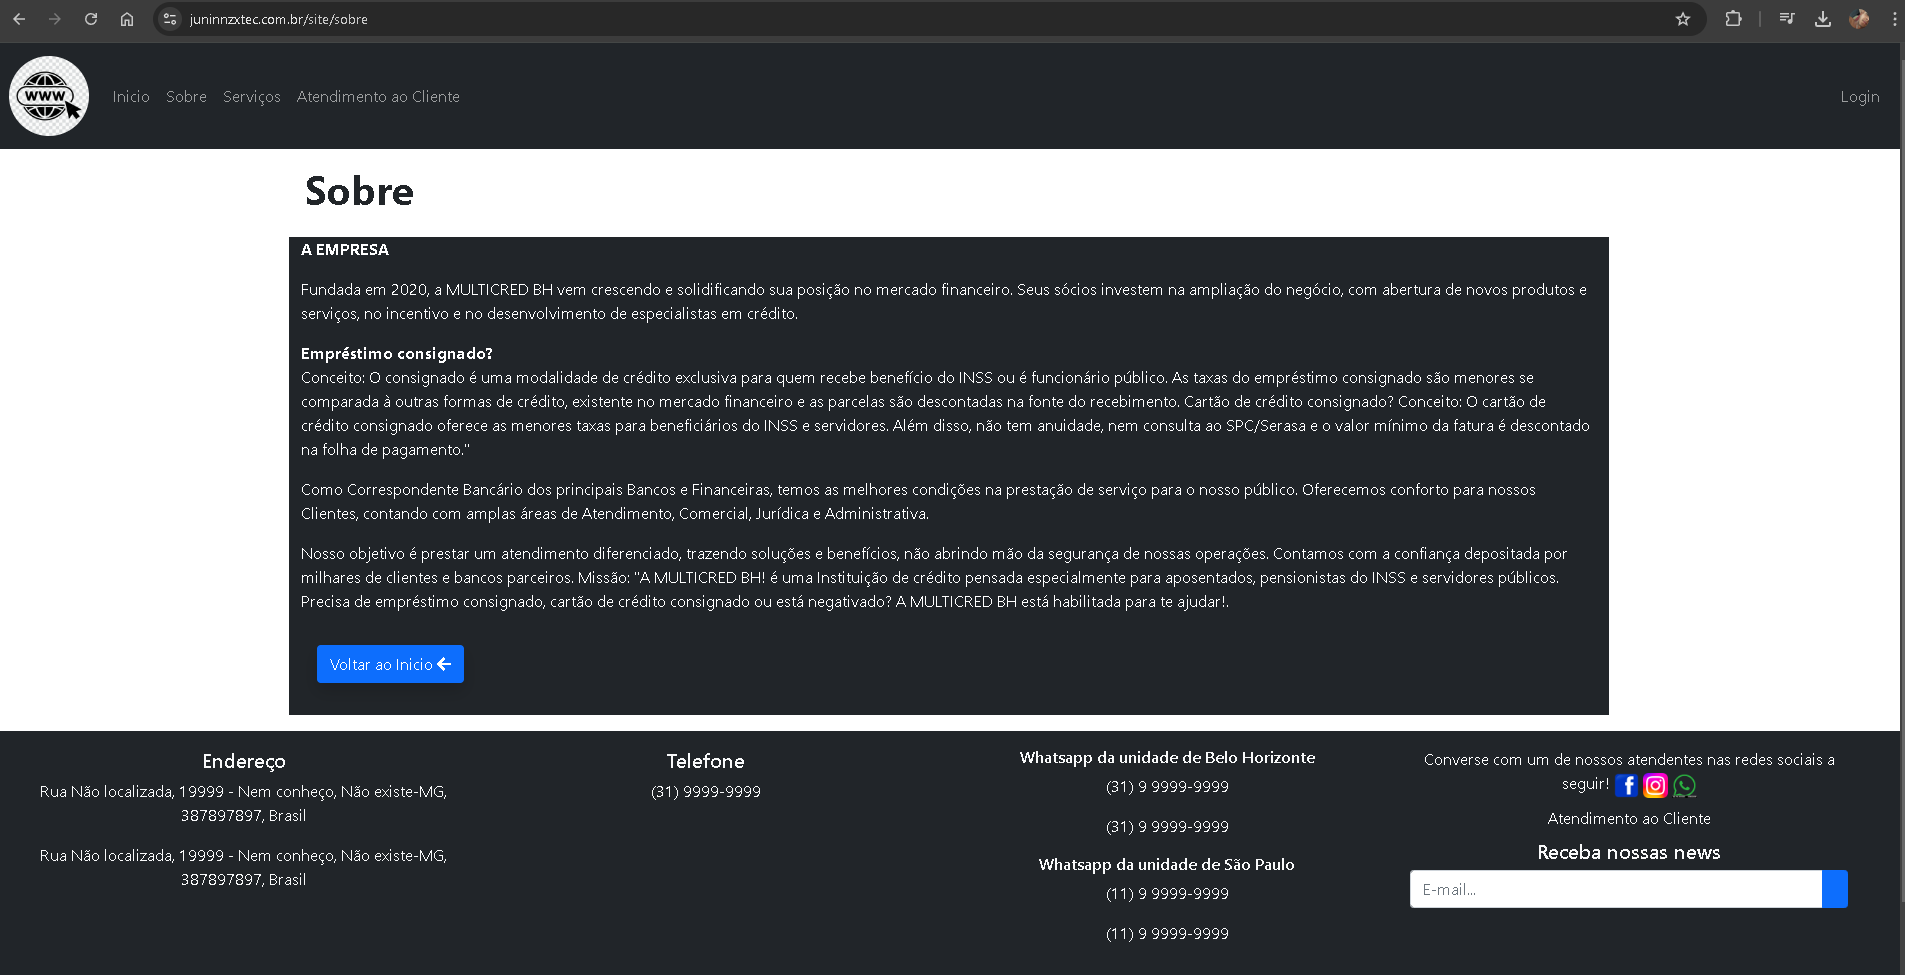 juninnzxtec.com.br/site/sobre
www
Inicio
Sobre
Serviços
Atendimento ao Cliente
Login
Sobre
A EMPRESA
Fundada em 2020, a MULTICRED BH vem crescendo e solidificando sua posição no mercado financeiro. Seus sócios investem na ampliação do negócio, com abertura de novos produtos e
serviços, no incentivo e no desenvolvimento de especialistas em crédito.
Empréstimo consignado?
Conceito: O consignado é uma modalidade de crédito exclusiva para quem recebe benefício do INSS ou é funcionário público. As taxas do empréstimo consignado são menores se
comparada à outras formas de crédito, existente no mercado financeiro e as parcelas são descontadas na fonte do recebimento. Cartão de crédito consignado? Conceito: O cartão de
crédito consignado oferece as menores taxas para beneficiários do INSS e servidores. Além disso, não tem anuidade, nem consulta ao SPC/Serasa e o valor mínimo da fatura é descontado
na folha de pagamento."
Como Correspondente Bancário dos principais Bancos e Financeiras, temos as melhores condições na prestação de serviço para o nosso público. Oferecemos conforto para nossos
Clientes, contando com amplas áreas de Atendimento, Comercial, Jurídica e Administrativa.
Nosso objetivo é prestar um atendimento diferenciado, trazendo soluções e benefícios, não abrindo mão da segurança de nossas operações. Contamos com a confiança depositada por
milhares de clientes e bancos parceiros. Missão: "A MULTICRED BH! é uma Instituição de crédito pensada especialmente para aposentados, pensionistas do INSS e servidores públicos.
Precisa de empréstimo consignado, cartão de crédito consignado ou está negativado? A MULTICRED BH está habilitada para te ajudar!.
Voltar ao Inicio
Endereço
Rua Não localizada, 19999 - Nem conheço, Não existe-MG,
387897897, Brasil
Rua Não localizada, 19999 - Nem conheço, Não existe-MG,
387897897, Brasil
Telefone
(31) 9999-9999
Whatsapp da unidade de Belo Horizonte
(31) 9 9999-9999
(31) 9 9999-9999
Whatsapp da unidade de São Paulo
(11) 9 9999-9999
(11) 9 9999-9999
Converse com um de nossos atendentes nas redes sociais a
seguir!
Atendimento ao Cliente
Receba nossas news
E-mail...